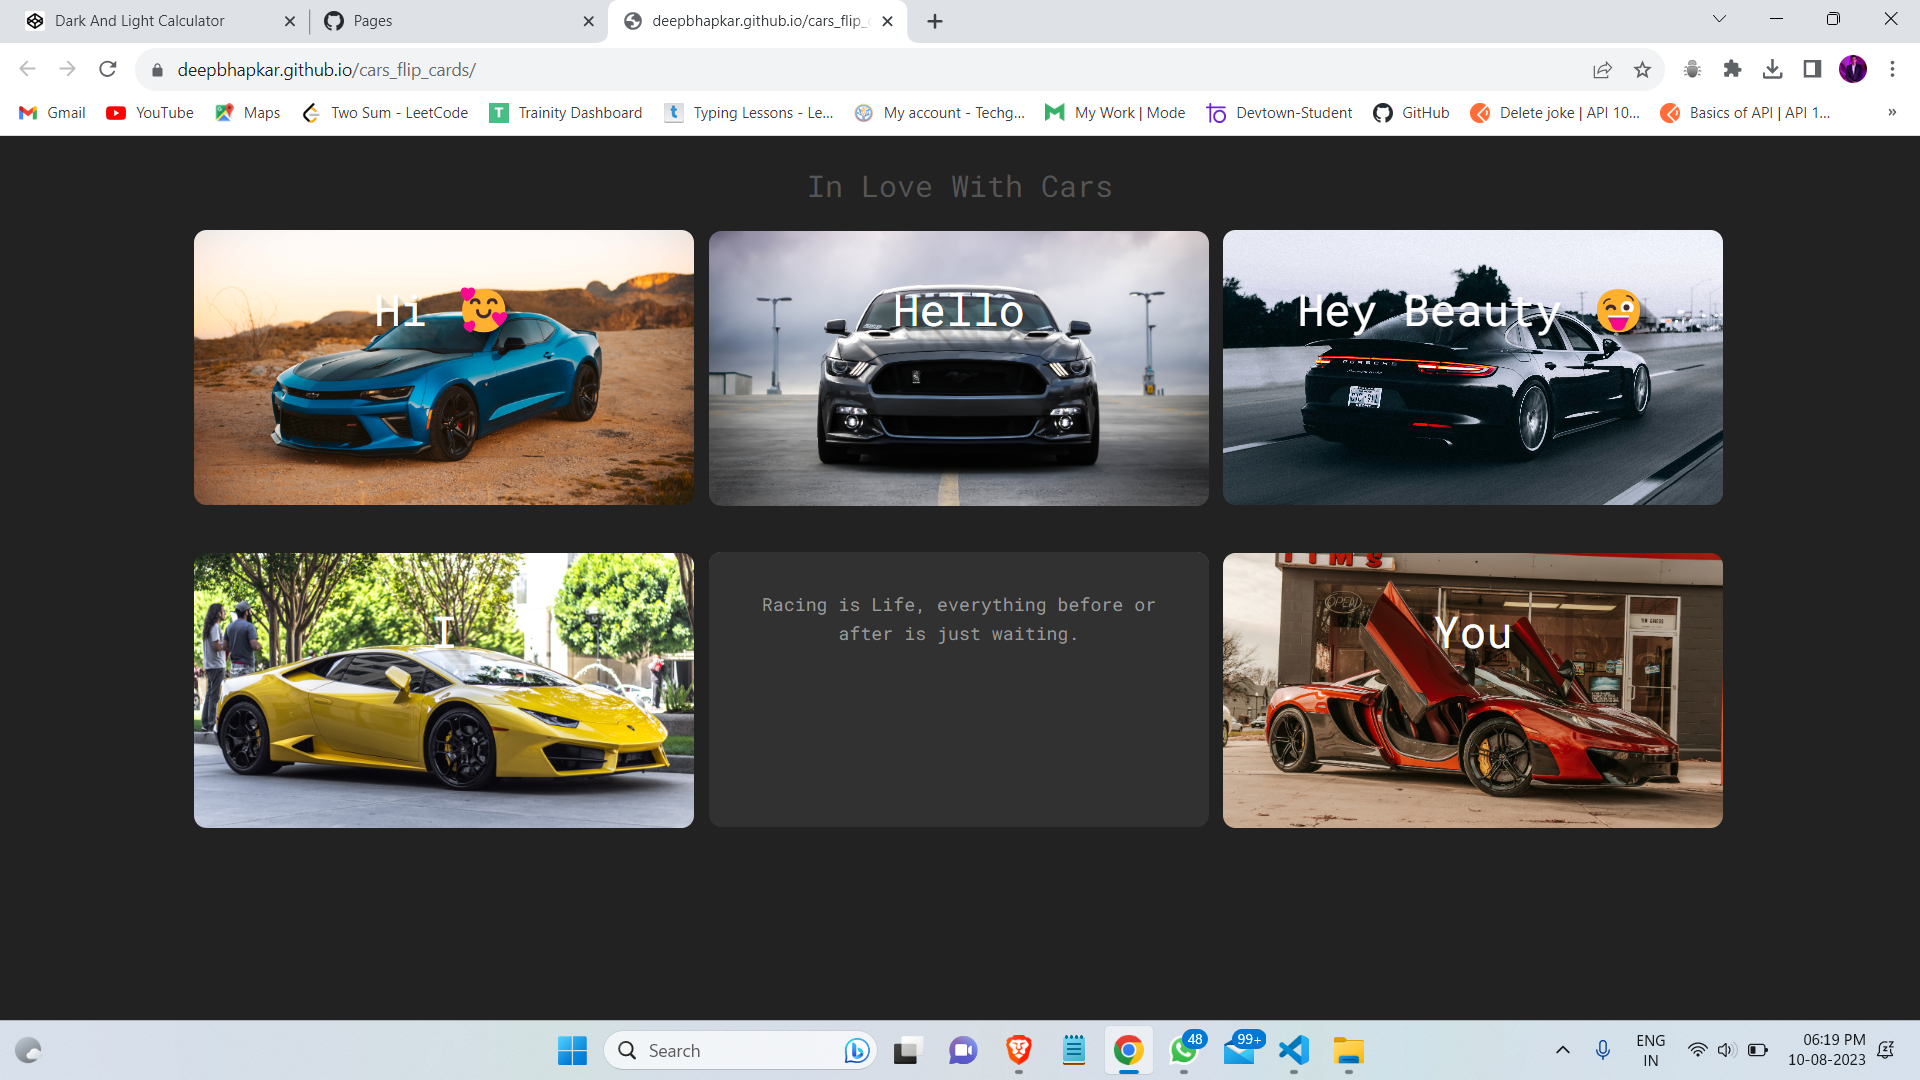 Dark And Light Calculator
Pages
deepbhapkar.github.io/cars_flip_c
deepbhapkar.github.io/cars_flip_cards/
Gmail
YouTube
Maps
Two Sum - LeetCode
Trainity Dashboard
Typing Lessons - Le...
My account - Techg...
My Work | Mode
Devtown-Student
GitHub
Delete joke | API 10...
Basics of API | API 1...
»
In Love With Cars
Hi 🥰
Hello
Hey Beauty 😜
PORSCHE
I
Racing is Life, everything before or
after is just waiting.
TIM'S
OPEN
You
Search
48
99+
ENG
IN
06:19 PM
10-08-2023